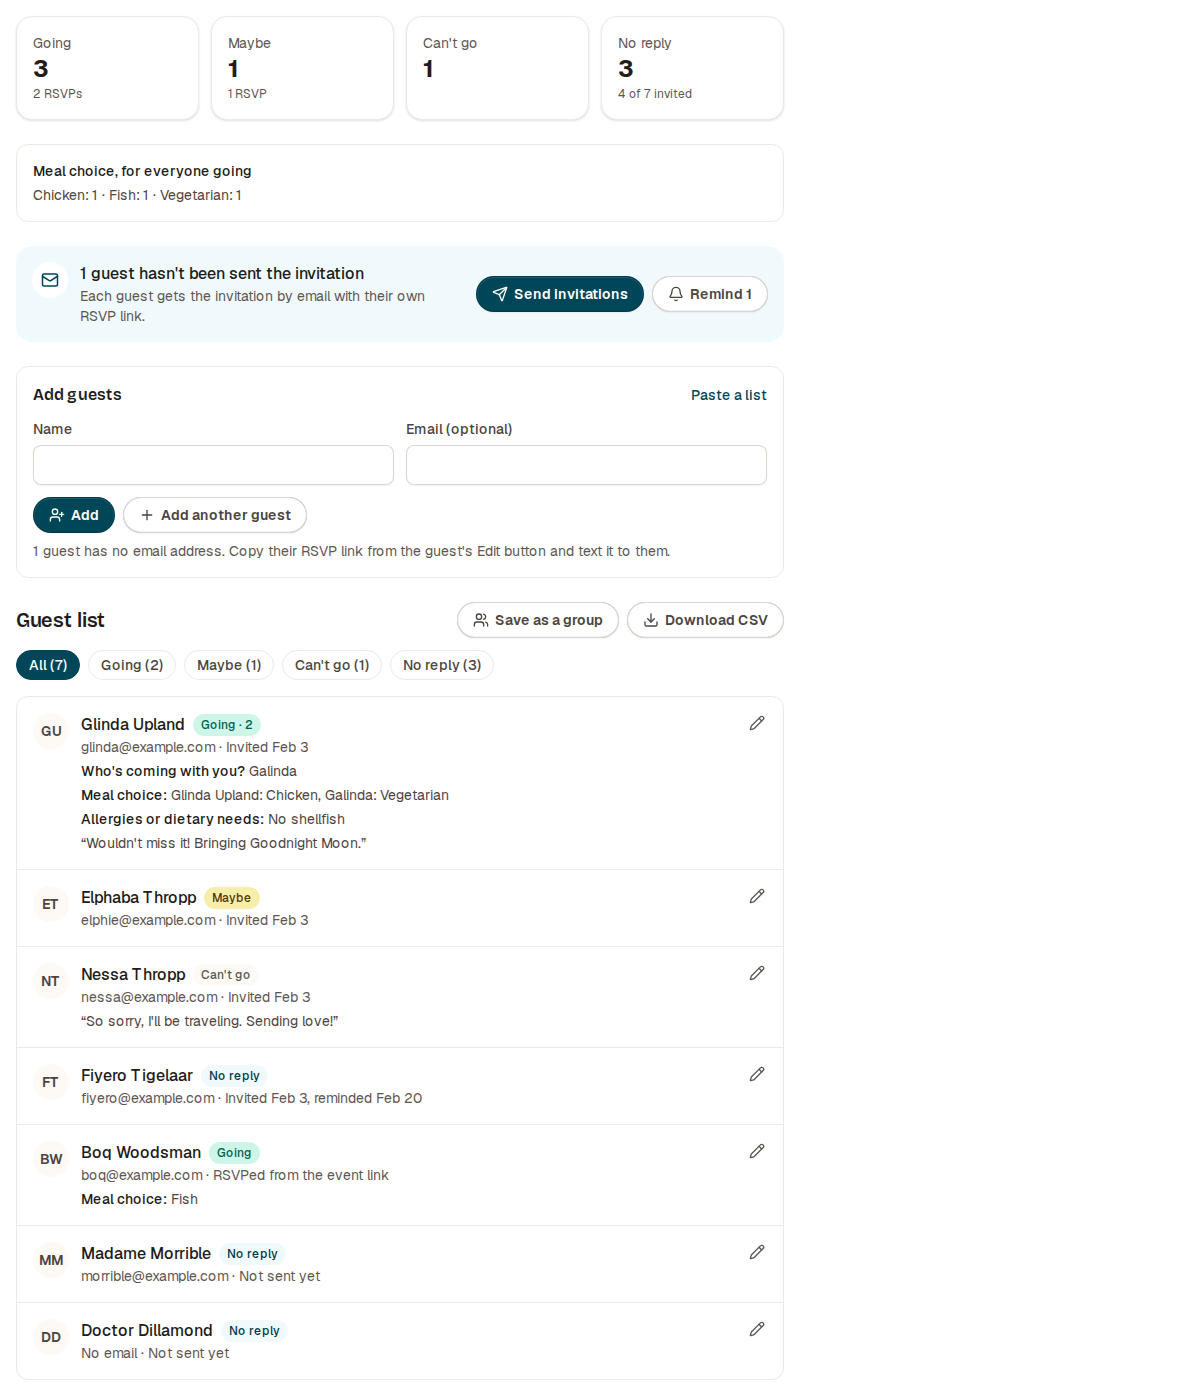 Going
3
2 RSVPs
Maybe
1
1 RSVP
Can't go
1
No reply
3
4 of 7 invited
Meal choice, for everyone going
Chicken: 1 · Fish: 1 · Vegetarian: 1
1 guest hasn't been sent the invitation
Each guest gets the invitation by email with their own
RSVP link.
Send invitations
Remind 1
Add guests
Paste a list
Name
Email (optional)
Add
Add another guest
1 guest has no email address. Copy their RSVP link from the guest's Edit button and text it to them.
Guest list
Save as a group
Download CSV
All (7)
Going (2)
Maybe (1)
Can't go (1)
No reply (3)
GU
Glinda Upland
Going · 2
glinda@example.com · Invited Feb 3
Who's coming with you? Galinda
Meal choice: Glinda Upland: Chicken, Galinda: Vegetarian
Allergies or dietary needs: No shellfish
“Wouldn't miss it! Bringing Goodnight Moon.”
ET
Elphaba Thropp
Maybe
elphie@example.com · Invited Feb 3
NT
Nessa Thropp
Can't go
nessa@example.com · Invited Feb 3
“So sorry, I'll be traveling. Sending love!”
FT
Fiyero Tigelaar
No reply
fiyero@example.com · Invited Feb 3, reminded Feb 20
BW
Boq Woodsman
Going
boq@example.com · RSVPed from the event link
Meal choice: Fish
MM
Madame Morrible
No reply
morrible@example.com · Not sent yet
DD
Doctor Dillamond
No reply
No email · Not sent yet